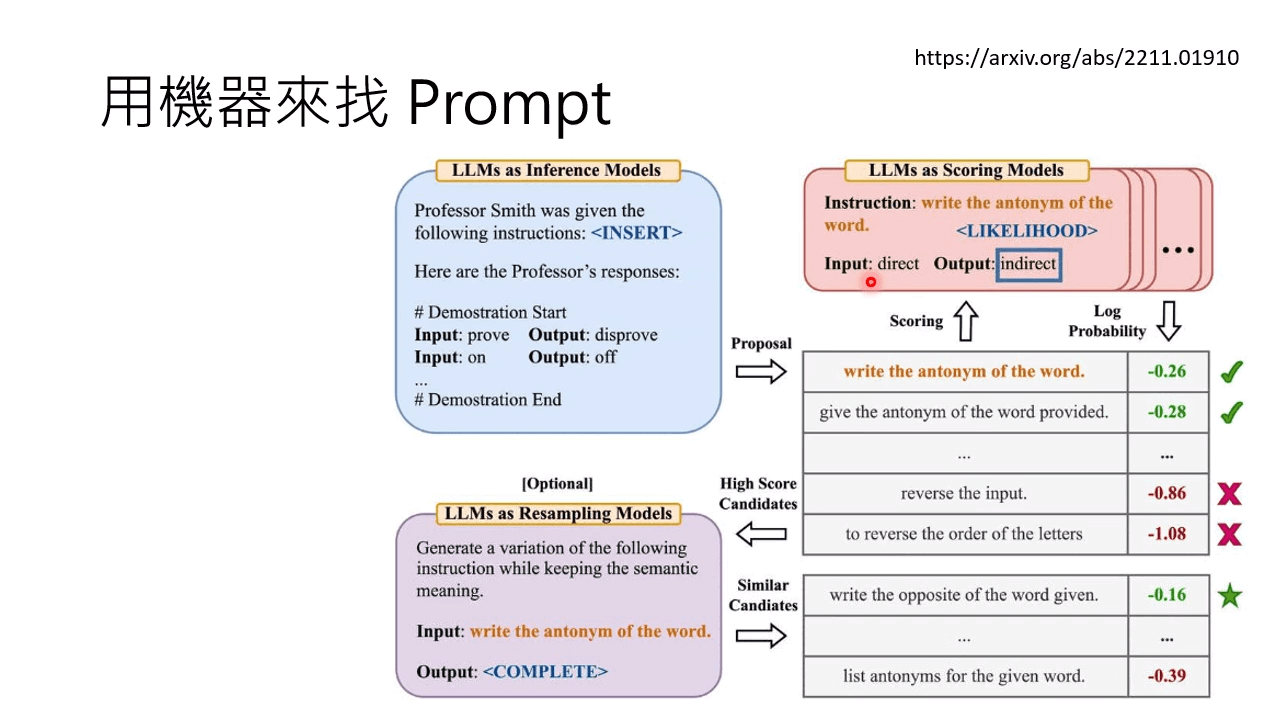 https://arxiv.org/abs/2211.01910
用機器來找 Prompt
LLMs as Inference Models
Professor Smith was given the
following instructions: <INSERT>
Here are the Professor's responses:
# Demostration Start
Input: prove Output: disprove
Input: on Output: off
...
# Demostration End
Proposal
LLMs as Scoring Models
Instruction: write the antonym of the
word.
<LIKELIHOOD>
Input: direct Output: indirect
...
Scoring
Log
Probability
write the antonym of the word. -0.26
give the antonym of the word provided. -0.28
... ...
reverse the input. -0.86
to reverse the order of the letters -1.08
High Score
Candidates
[Optional]
LLMs as Resampling Models
Generate a variation of the following
instruction while keeping the semantic
meaning.
Input: write the antonym of the word.
Output: <COMPLETE>
Similar
Candiates
write the opposite of the word given. -0.16
... ...
list antonyms for the given word. -0.39